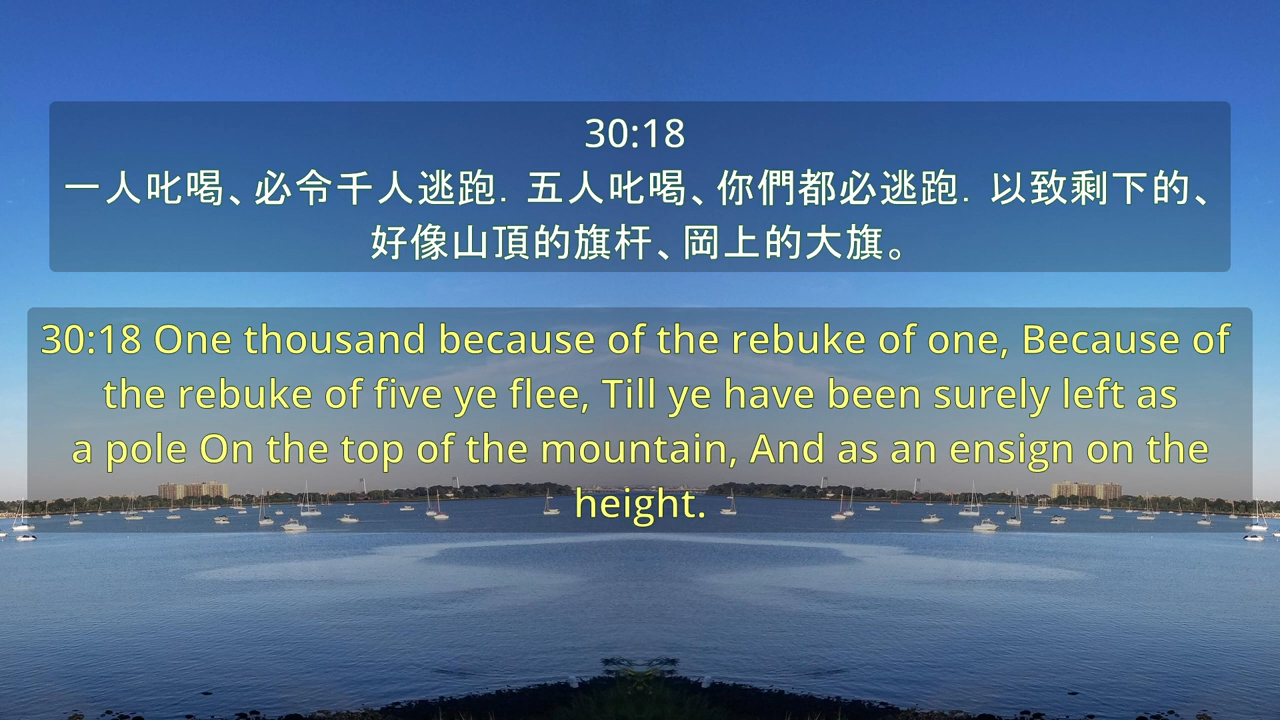 30:18
一人叱喝、必令千人逃跑．五人叱喝、你們都必逃跑．以致剩下的、
好像山頂的旗杆、岡上的大旗。
30:18 One thousand because of the rebuke of one, Because of
the rebuke of five ye flee, Till ye have been surely left as
a pole On the top of the mountain, And as an ensign on the
height.